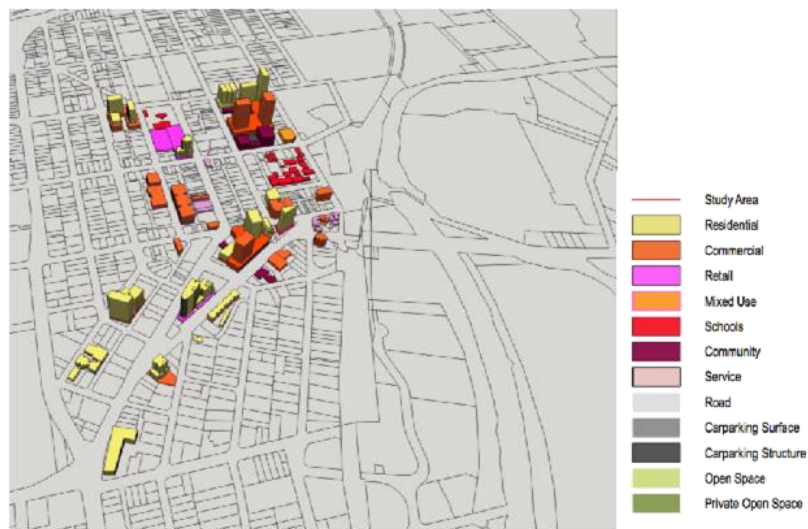 Study Area
Residential
Commercial
Retail
Mixed Use
Schools
Community
Service
Road
Carparking Surface
Carparking Structure
Open Space
Private Open Space